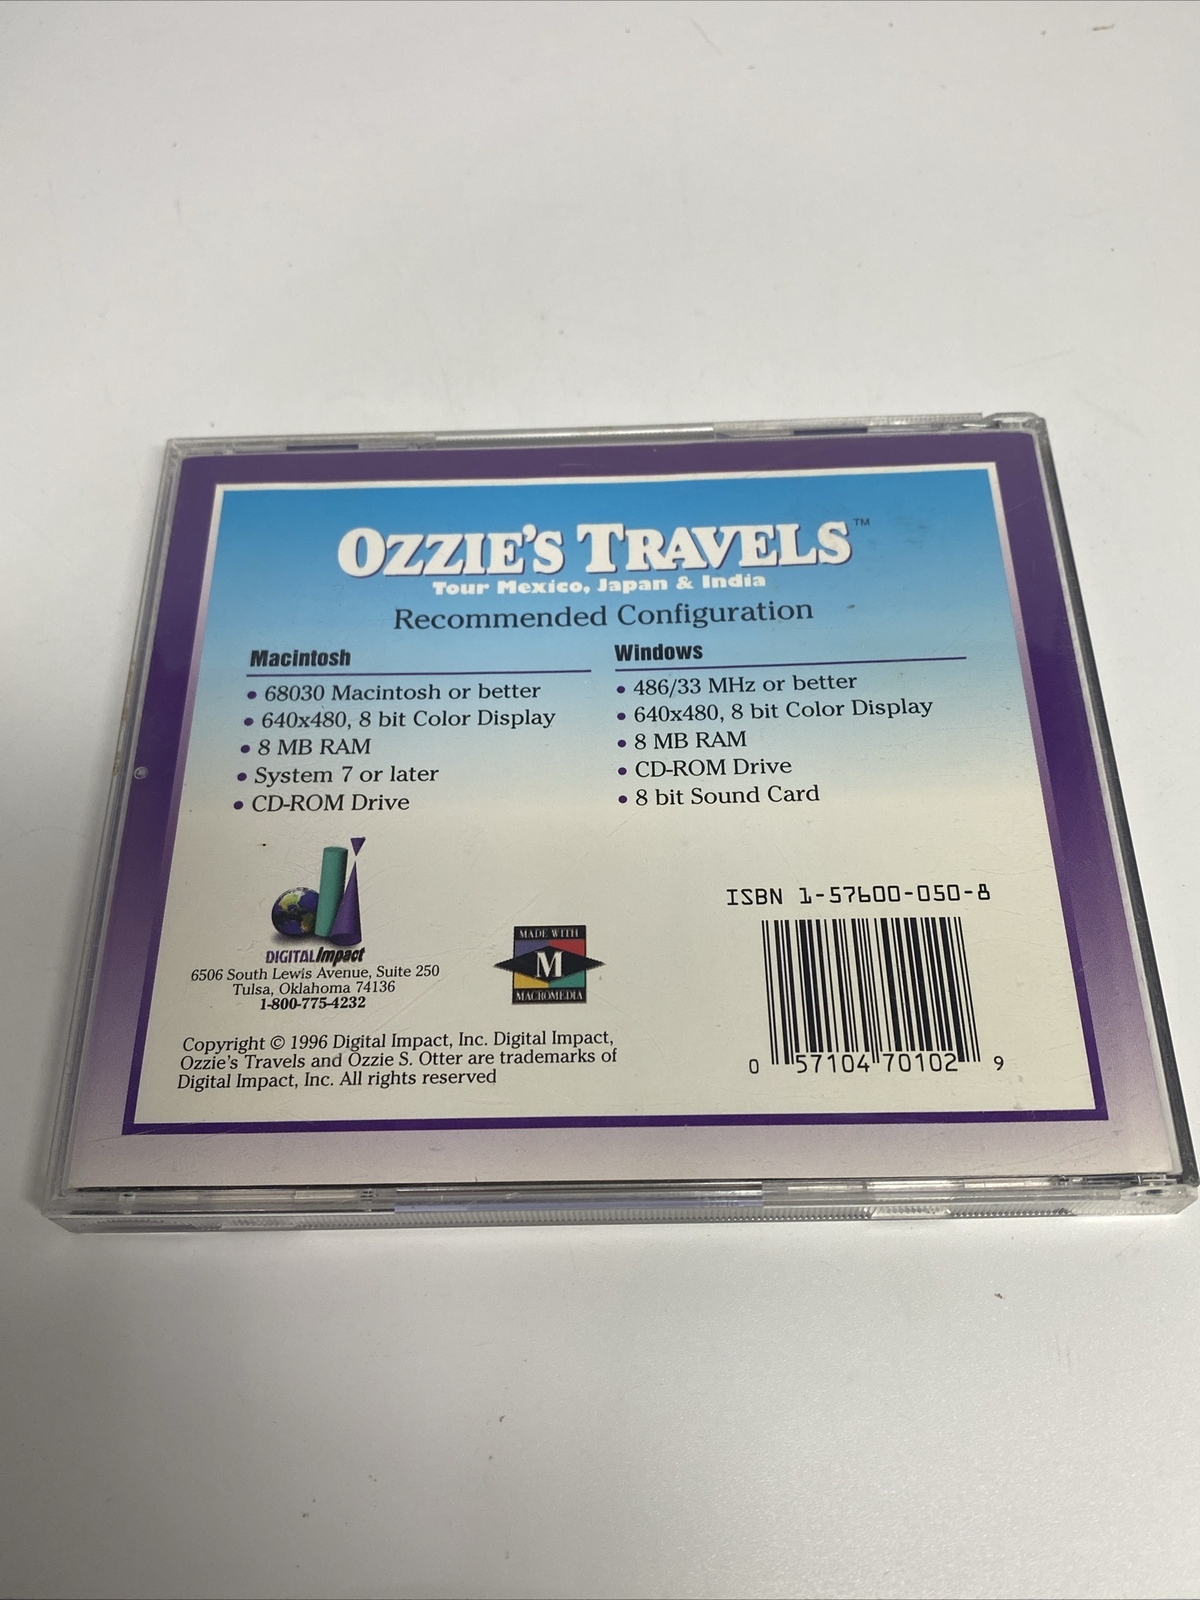 OZZIE'S TRAVELS™
Tour Mexico, Japan & India
Recommended Configuration
Macintosh
• 68030 Macintosh or better
• 640x480, 8 bit Color Display
• 8 MB RAM
• System 7 or later
• CD-ROM Drive
Windows
• 486/33 MHz or better
• 640x480, 8 bit Color Display
• 8 MB RAM
• CD-ROM Drive
• 8 bit Sound Card
DIGITAL Impact
6506 South Lewis Avenue, Suite 250
Tulsa, Oklahoma 74136
1-800-775-4232
MADE WITH
M
MACROMEDIA
Copyright © 1996 Digital Impact, Inc. Digital Impact,
Ozzie's Travels and Ozzie S. Otter are trademarks of
Digital Impact, Inc. All rights reserved
ISBN 1-57600-050-8
0 57104 70102 9